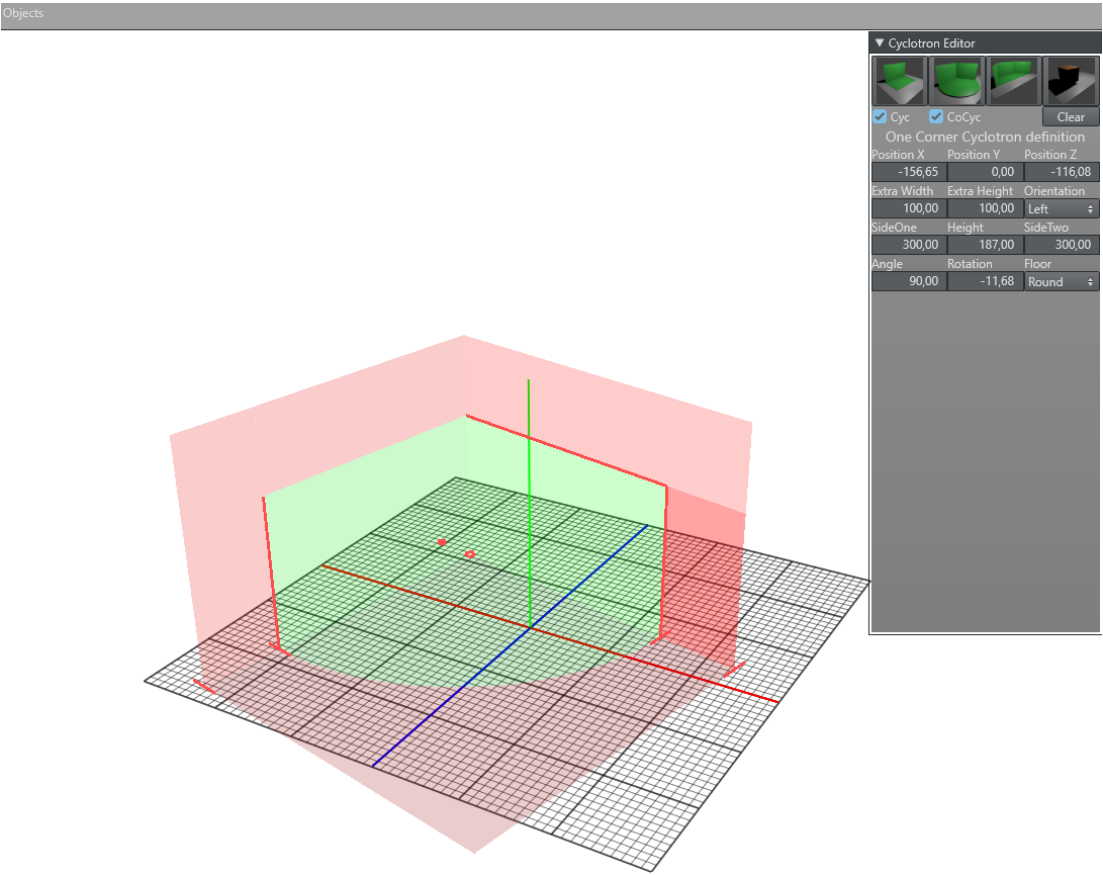 Objects
▼ Cyclotron Editor
Cyc CoCyc Clear
One Corner Cyclotron definition
Position X Position Y Position Z
-156,65 0,00 -116,08
Extra Width Extra Height Orientation
100,00 100,00 Left
SideOne Height SideTwo
300,00 187,00 300,00
Angle Rotation Floor
90,00 -11,68 Round